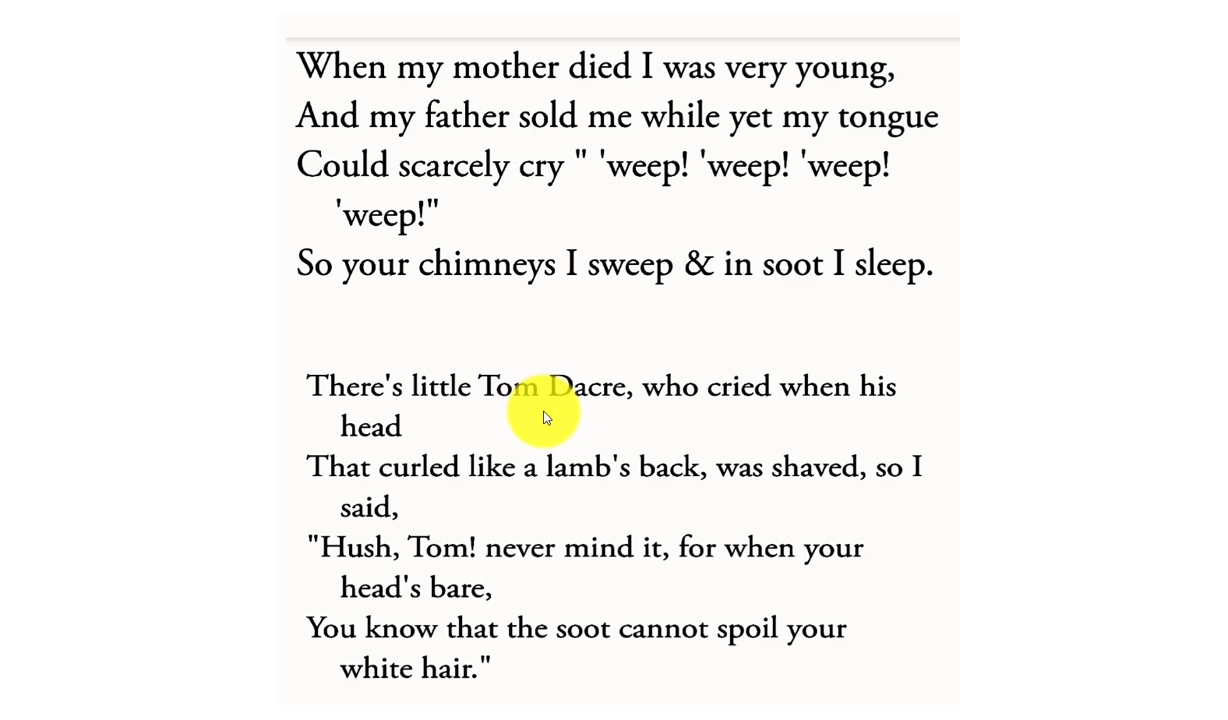 When my mother died I was very young,
And my father sold me while yet my tongue
Could scarcely cry " 'weep! 'weep! 'weep!
'weep!"
So your chimneys I sweep & in soot I sleep.
There's little Tom Dacre, who cried when his
head
That curled like a lamb's back, was shaved, so I
said,
"Hush, Tom! never mind it, for when your
head's bare,
You know that the soot cannot spoil your
white hair."